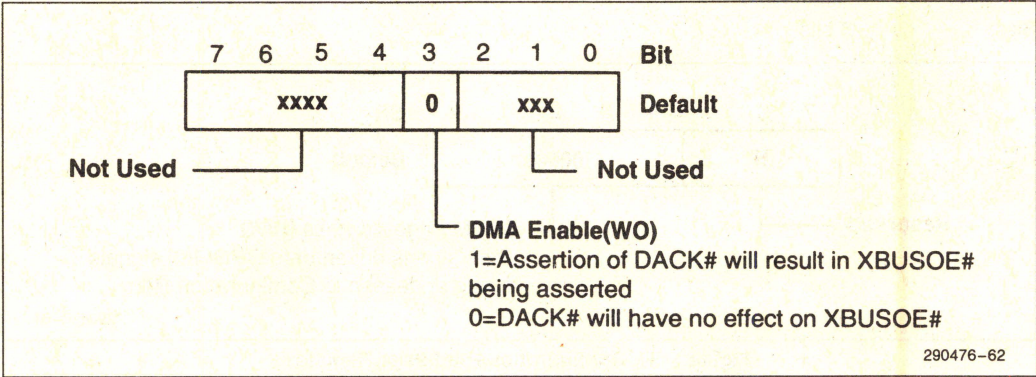 7 6 5 4 3 2 1 0 Bit
xxxx 0 xxx Default
Not Used Not Used
DMA Enable(WO)
1=Assertion of DACK# will result in XBUSOE#
being asserted
0=DACK# will have no effect on XBUSOE#
290476-62